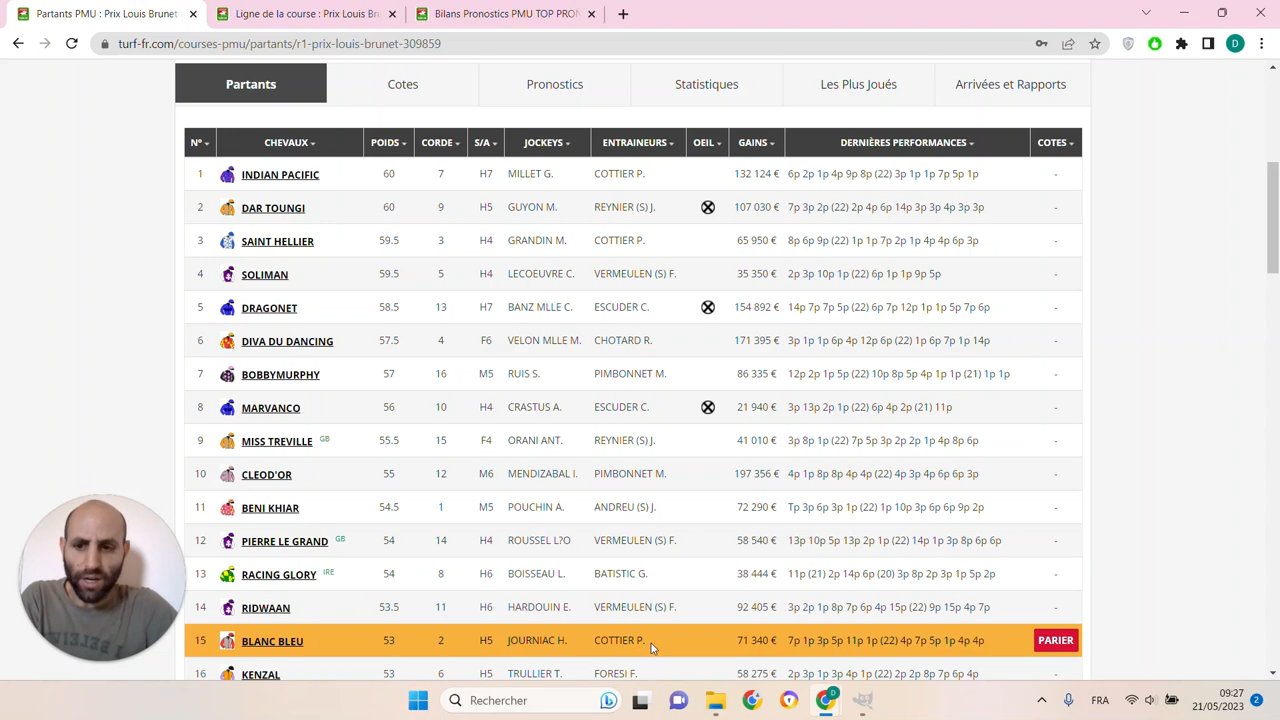 Partants PMU : Prix Louis Brunet
Ligne de la course : Prix Louis Bru
Bilans Pronostics PMU TOP PRON
turf-fr.com/courses-pmu/partants/r1-prix-louis-brunet-309859
Partants Cotes Pronostics Statistiques Les Plus Joués Arrivées et Rapports
N° CHEVAUX POIDS CORDE S/A JOCKEYS ENTRAINEURS OEIL GAINS DERNIÈRES PERFORMANCES COTES
1 INDIAN PACIFIC 60 7 H7 MILLET G. COTTIER P. 132 124 € 6p 2p 1p 4p 9p 8p (22) 3p 1p 1p 7p 5p 1p -
2 DAR TOUNGI 60 9 H5 GUYON M. REYNIER (S) J. 107 030 € 7p 3p 2p (22) 2p 4p 6p 14p 3p 3p 4p 3p 3p -
3 SAINT HELLIER 59.5 3 H4 GRANDIN M. COTTIER P. 65 950 € 8p 6p 9p (22) 1p 1p 7p 2p 1p 4p 4p 6p 3p -
4 SOLIMAN 59.5 5 H4 LECOEUVRE C. VERMEULEN (S) F. 35 350 € 2p 3p 10p 1p (22) 6p 1p 1p 9p 5p -
5 DRAGONET 58.5 13 H7 BANZ MLLE C. ESCUDER C. 154 892 € 14p 7p 7p 5p (22) 6p 7p 12p 1p 1p 5p 7p 6p -
6 DIVA DU DANCING 57.5 4 F6 VELON MLLE M. CHOTARD R. 171 395 € 3p 1p 1p 6p 4p 12p 6p (22) 1p 6p 7p 1p 14p -
7 BOBBYMURPHY 57 16 M5 RUIS S. PIMBONNET M. 86 335 € 12p 2p 1p 5p (22) 10p 8p 5p 4p 1p 1p (21) 1p 1p -
8 MARVANCO 56 10 H4 CRASTUS A. ESCUDER C. 21 940 € 3p 13p 2p 1p (22) 6p 4p 2p (21) 11p -
9 MISS TREVILLE GB 55.5 15 F4 ORANI ANT. REYNIER (S) J. 41 010 € 3p 8p 1p (22) 7p 5p 3p 2p 2p 1p 4p 8p 6p -
10 CLEOD'OR 55 12 M6 MENDIZABAL I. PIMBONNET M. 197 356 € 4p 1p 8p 8p 4p 4p (22) 4p 3p 4p 6p 6p 3p -
11 BENI KHIAR 54.5 1 M5 POUCHIN A. ANDREU (S) J. 72 290 € Tp 3p 6p 3p 1p (22) 1p 10p 3p 6p 6p 9p 2p -
12 PIERRE LE GRAND GB 54 14 H4 ROUSSEL L?O VERMEULEN (S) F. 58 540 € 13p 10p 5p 13p 2p 1p (22) 14p 1p 3p 8p 6p 6p -
13 RACING GLORY IRE 54 8 H6 BOISSEAU L. BATISTIC G. 38 444 € 11p (21) 2p 14p 6p (20) 3p 8p 2p 3p 1p 5p 2p -
14 RIDWAAN 53.5 11 H6 HARDOUIN E. VERMEULEN (S) F. 92 405 € 3p 2p 1p 8p 7p 6p 4p 15p (22) 3p 15p 4p 7p -
15 BLANC BLEU 53 2 H5 JOURNIAC H. COTTIER P. 71 340 € 7p 1p 3p 5p 11p 1p (22) 4p 7p 5p 1p 4p 4p PARIER
16 KENZAL 53 6 H5 TRULLIER T. FORESI F. 58 275 € 2p 3p 1p 3p 4p 1p (22) 2p 2p 8p 7p 6p 4p -
Rechercher
FRA
09:27
21/05/2023
2